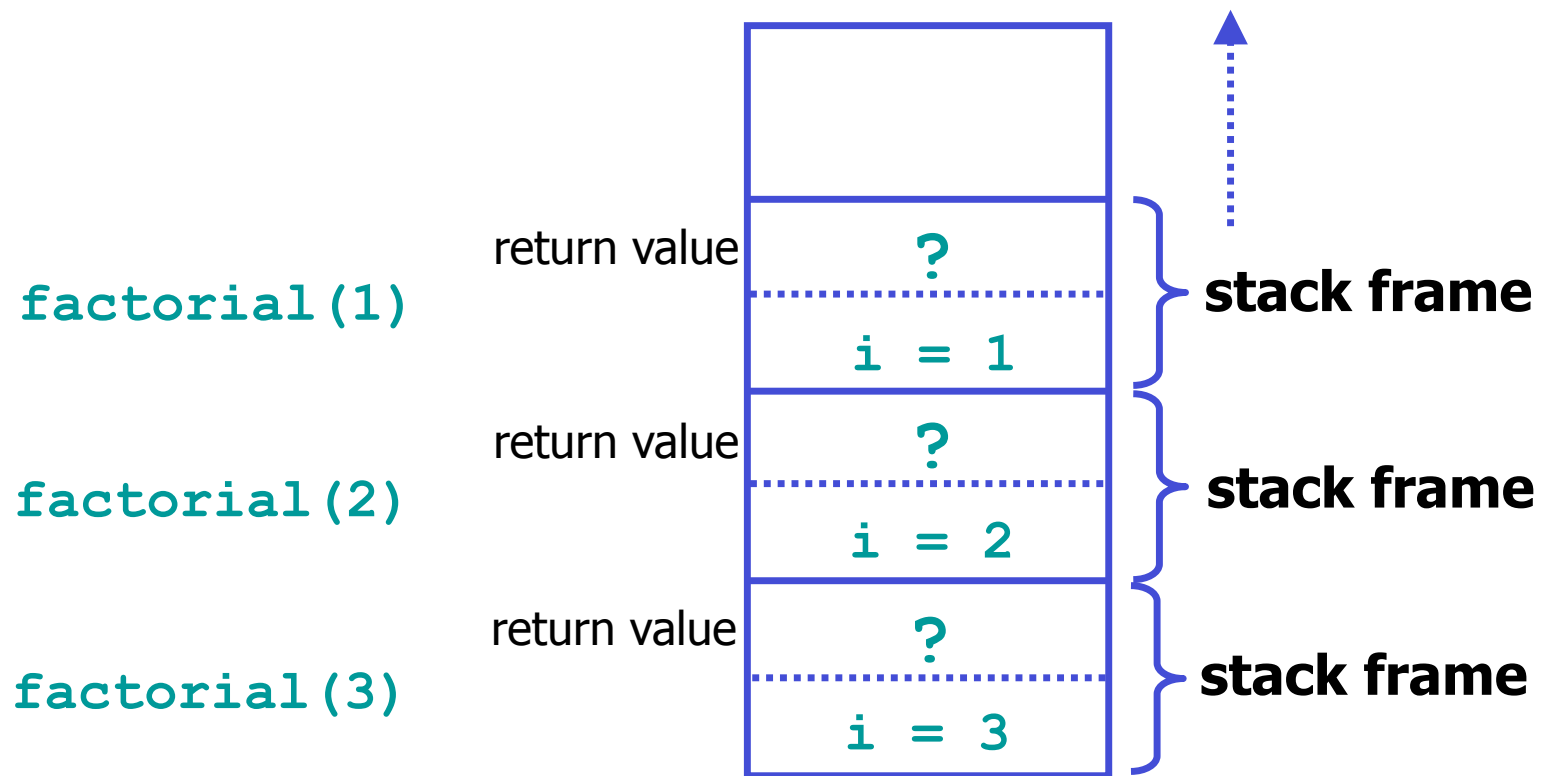 return value ?
factorial(1) stack frame
i = 1
return value ?
factorial(2) stack frame
i = 2
return value ?
factorial(3) stack frame
i = 3